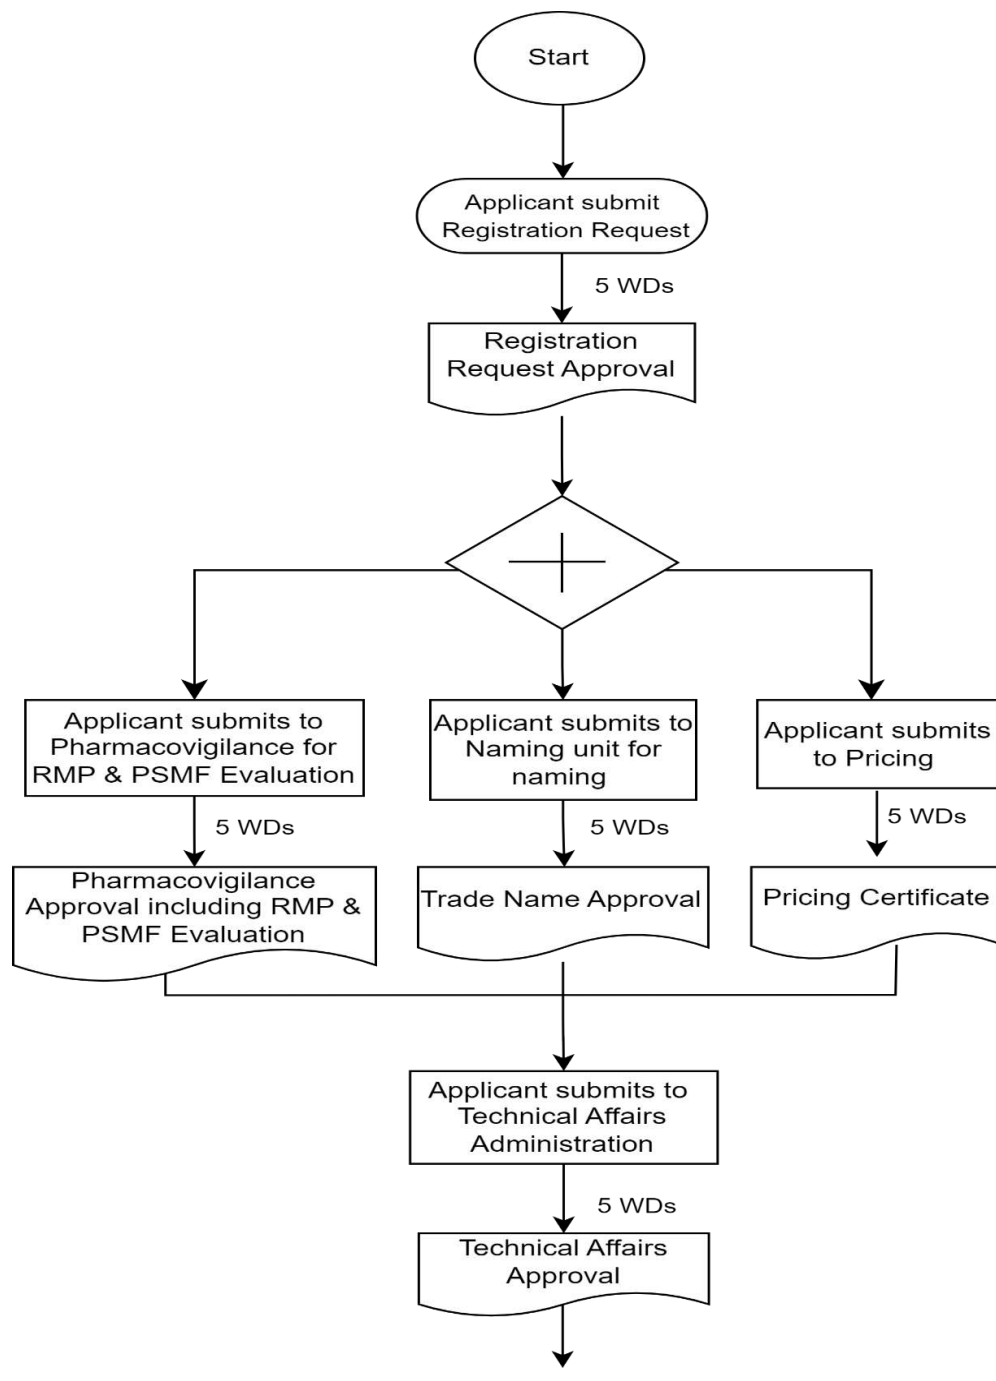 Start
Applicant submit
Registration Request
5 WDs
Registration
Request Approval
Applicant submits to
Pharmacovigilance for
RMP & PSMF Evaluation
Applicant submits to
Naming unit for
naming
Applicant submits
to Pricing
5 WDs
5 WDs
5 WDs
Pharmacovigilance
Approval including RMP &
PSMF Evaluation
Trade Name Approval
Pricing Certificate
Applicant submits to
Technical Affairs
Administration
5 WDs
Technical Affairs
Approval